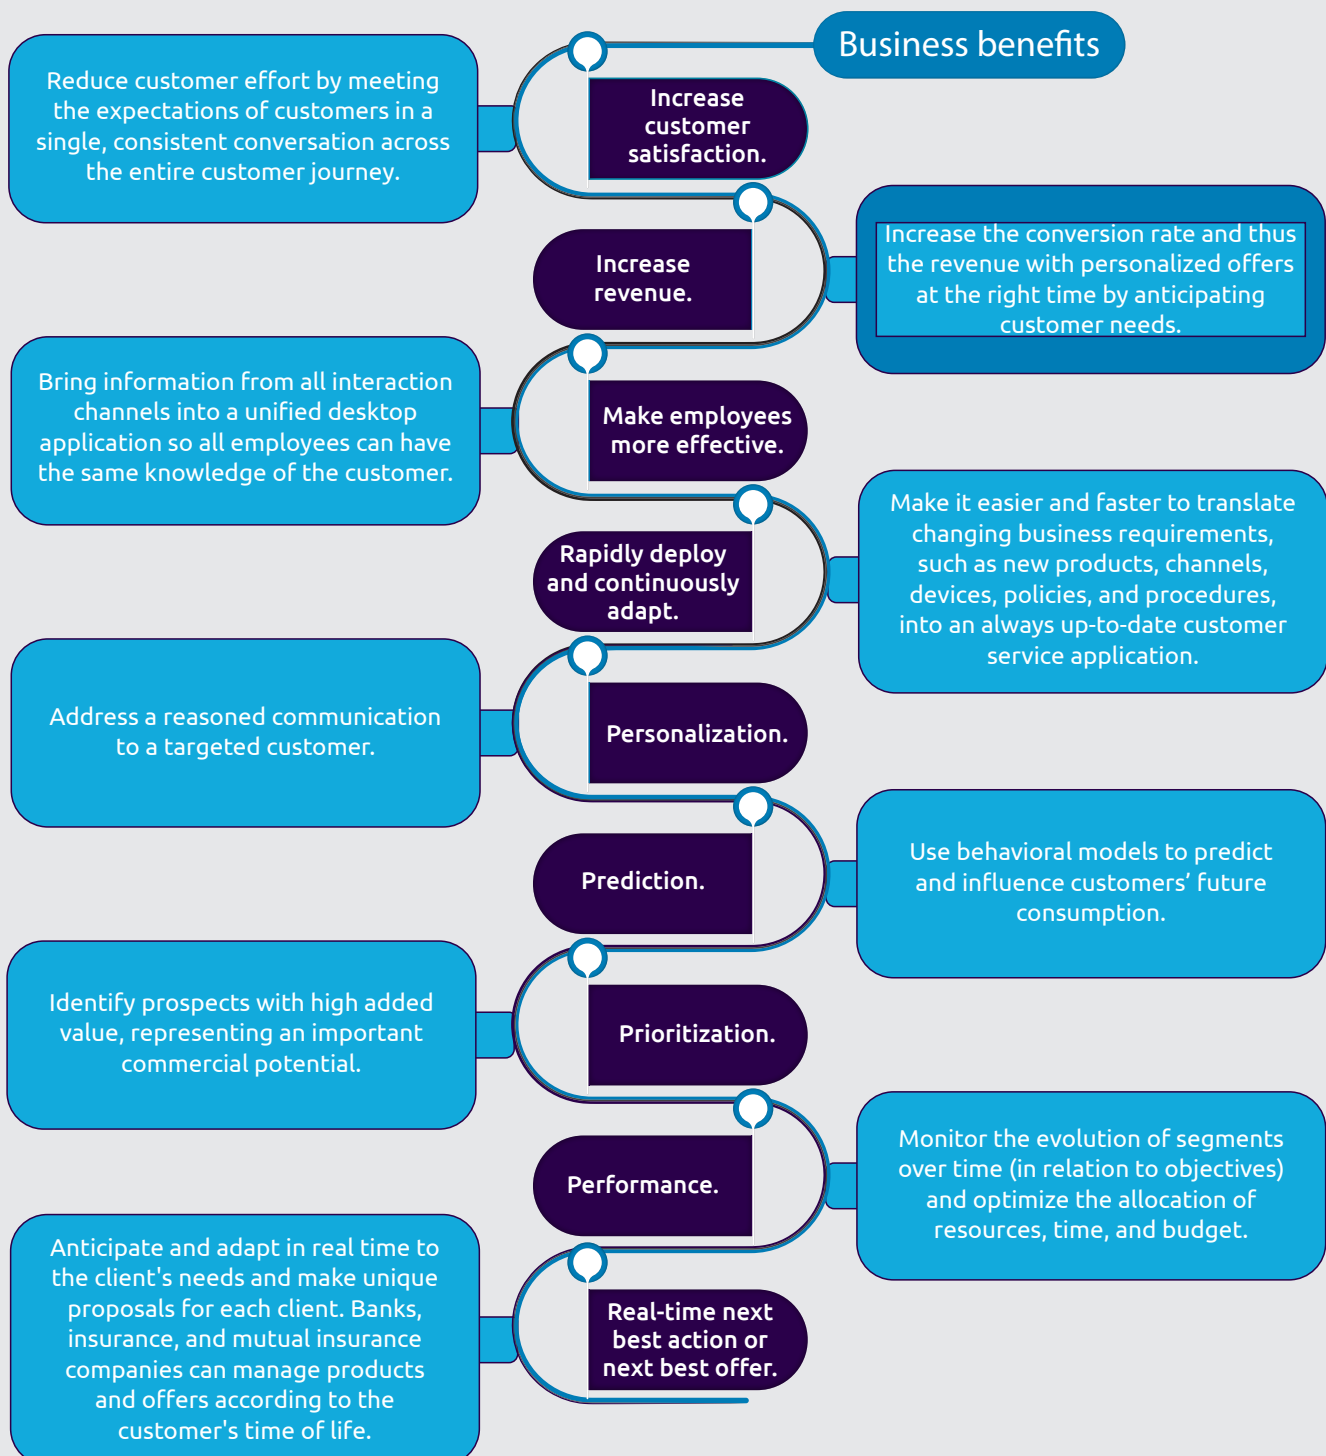 Business benefits
Reduce customer effort by meeting
the expectations of customers in a
single, consistent conversation across
the entire customer journey.
Increase
customer
satisfaction.
Increase
revenue.
Increase the conversion rate and thus
the revenue with personalized offers
at the right time by anticipating
customer needs.
Bring information from all interaction
channels into a unified desktop
application so all employees can have
the same knowledge of the customer.
Make employees
more effective.
Rapidly deploy
and continuously
adapt.
Make it easier and faster to translate
changing business requirements,
such as new products, channels,
devices, policies, and procedures,
into an always up-to-date customer
service application.
Address a reasoned communication
to a targeted customer.
Personalization.
Prediction.
Use behavioral models to predict
and influence customers’ future
consumption.
Identify prospects with high added
value, representing an important
commercial potential.
Prioritization.
Performance.
Monitor the evolution of segments
over time (in relation to objectives)
and optimize the allocation of
resources, time, and budget.
Anticipate and adapt in real time to
the client's needs and make unique
proposals for each client. Banks,
insurance, and mutual insurance
companies can manage products
and offers according to the
customer's time of life.
Real-time next
best action or
next best offer.